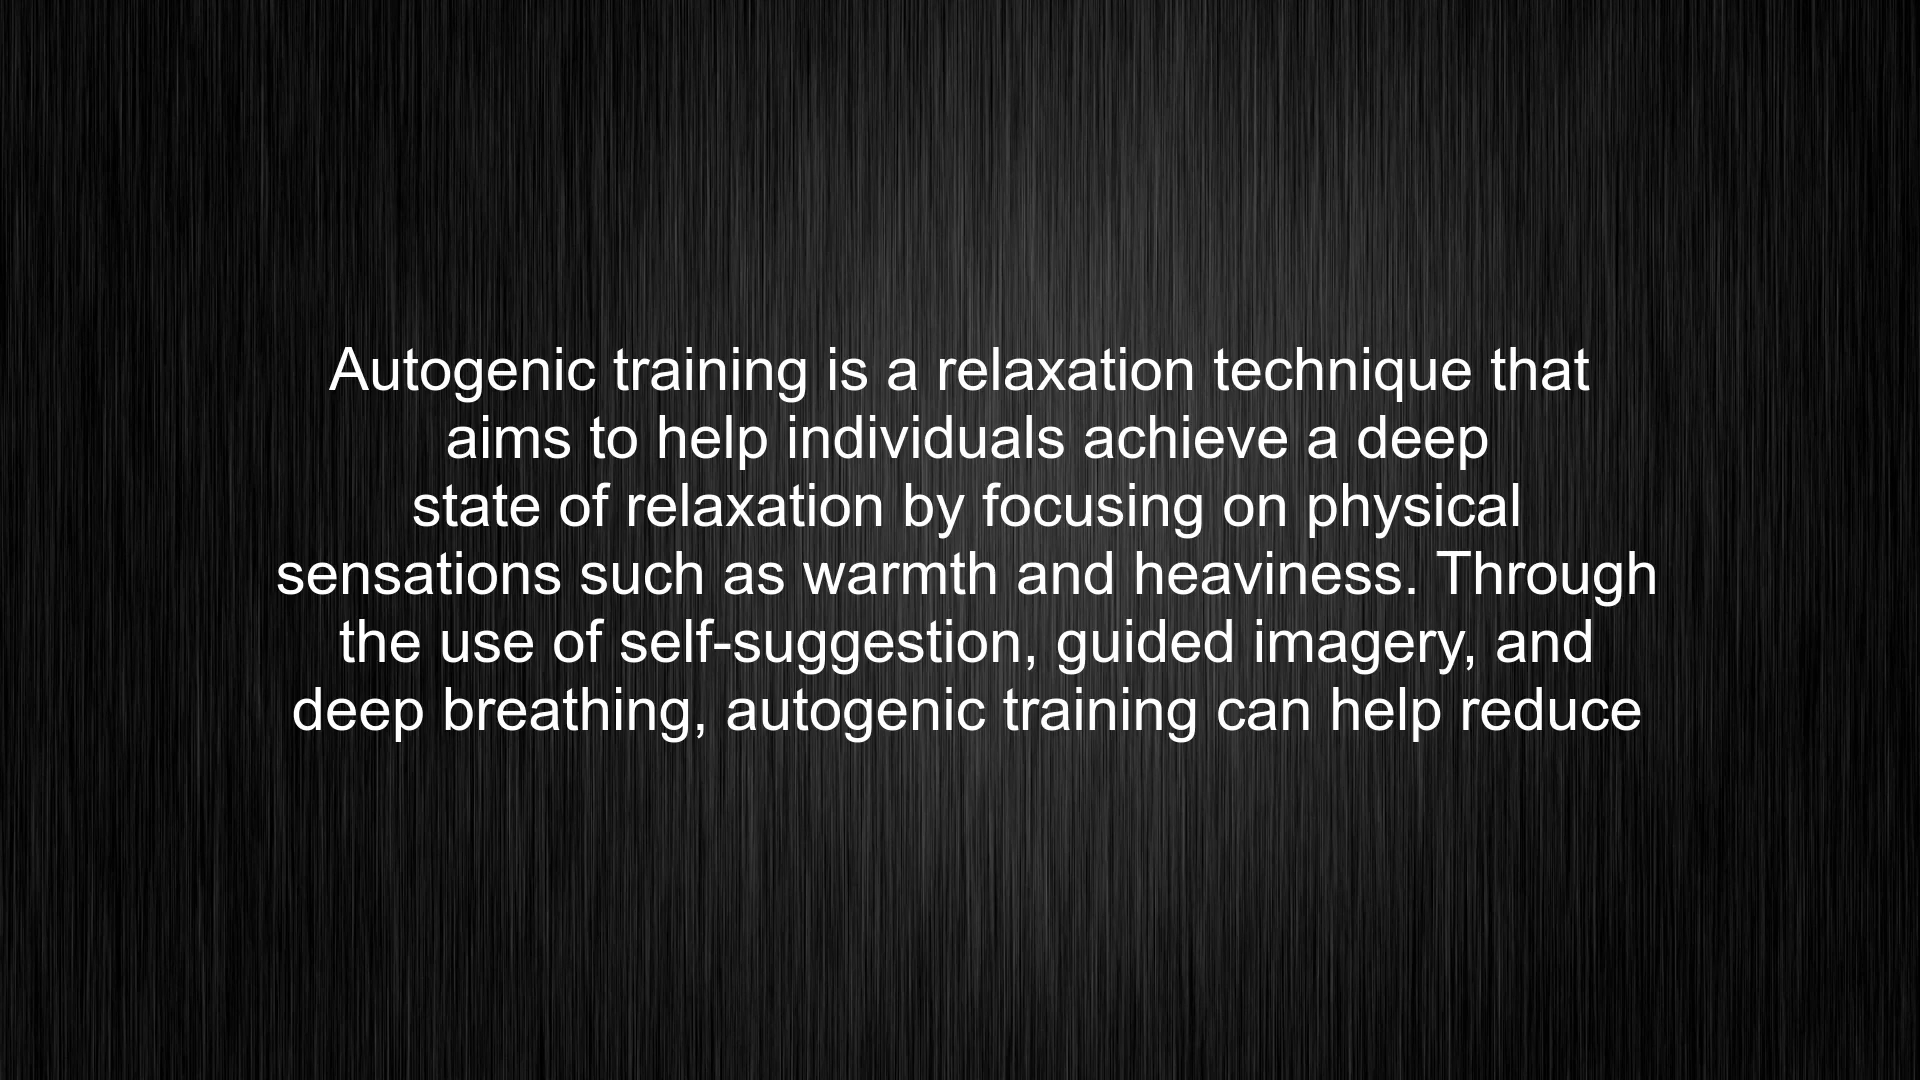 Autogenic training is a relaxation technique that
aims to help individuals achieve a deep
state of relaxation by focusing on physical
sensations such as warmth and heaviness. Through
the use of self-suggestion, guided imagery, and
deep breathing, autogenic training can help reduce